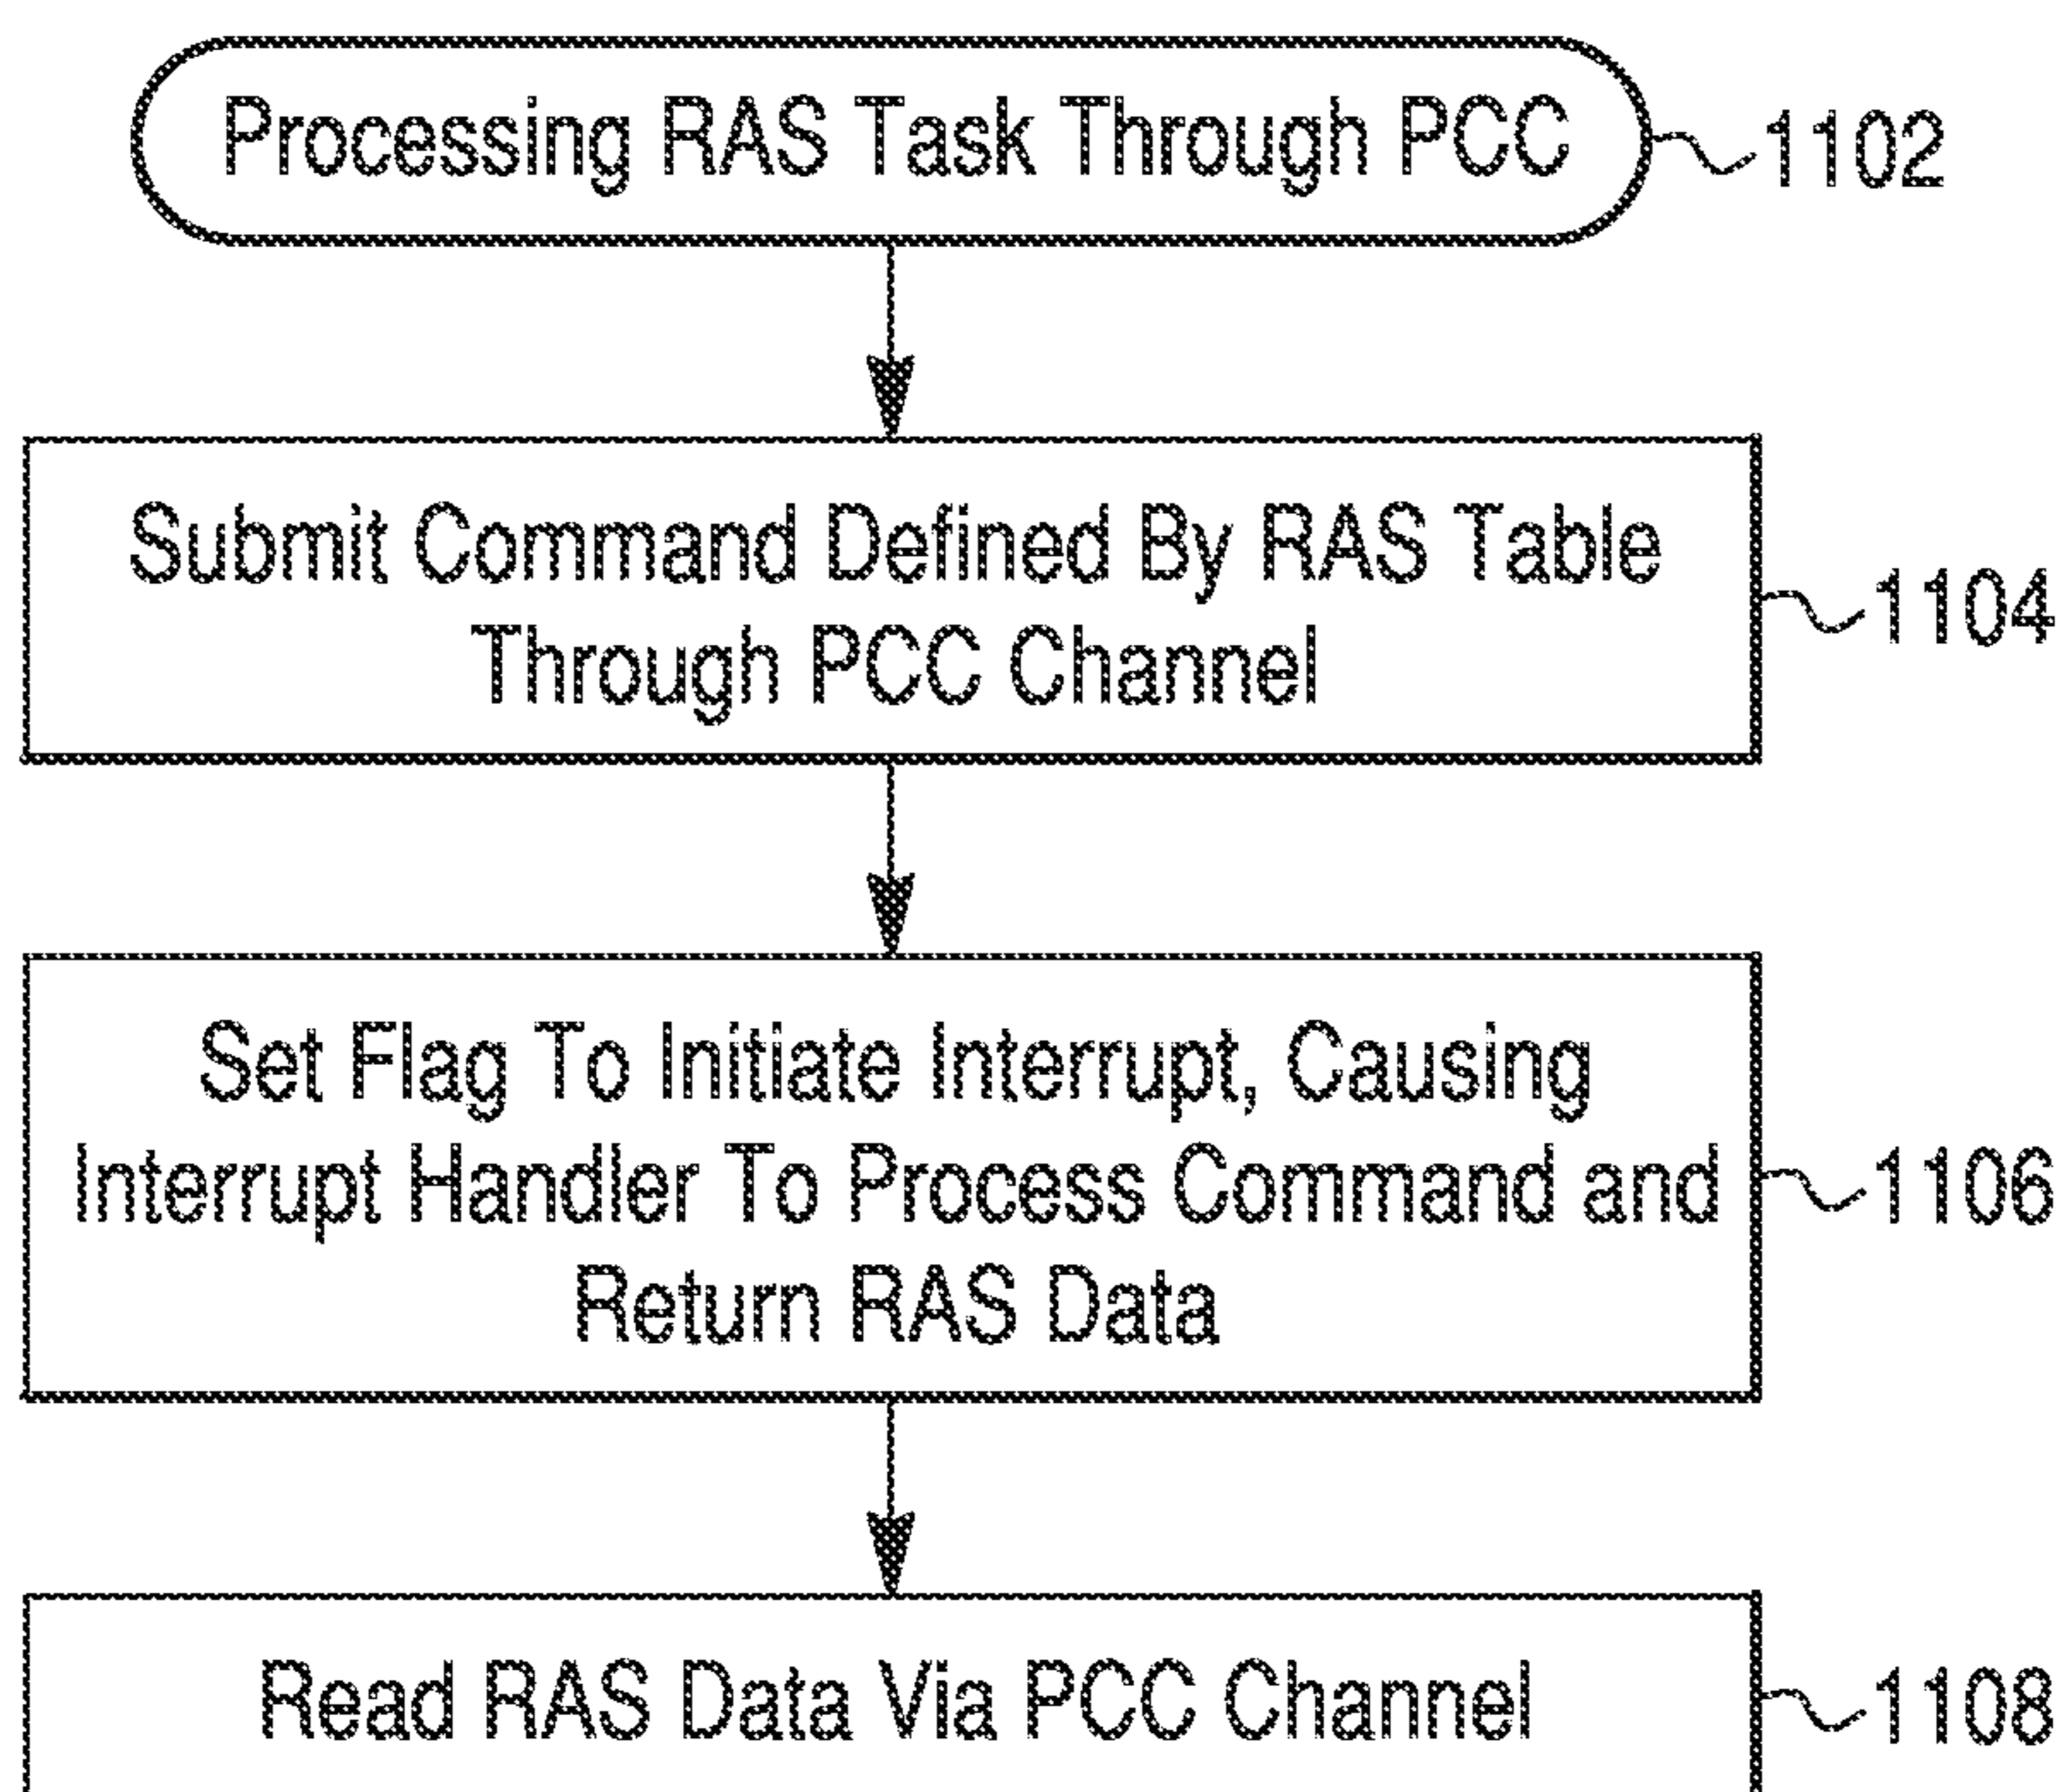 Processing RAS Task Through PCC
1102
Submit Command Defined By RAS Table
Through PCC Channel
1104
Set Flag To Initiate Interrupt, Causing
Interrupt Handler To Process Command and
Return RAS Data
1106
Read RAS Data Via PCC Channel
1108